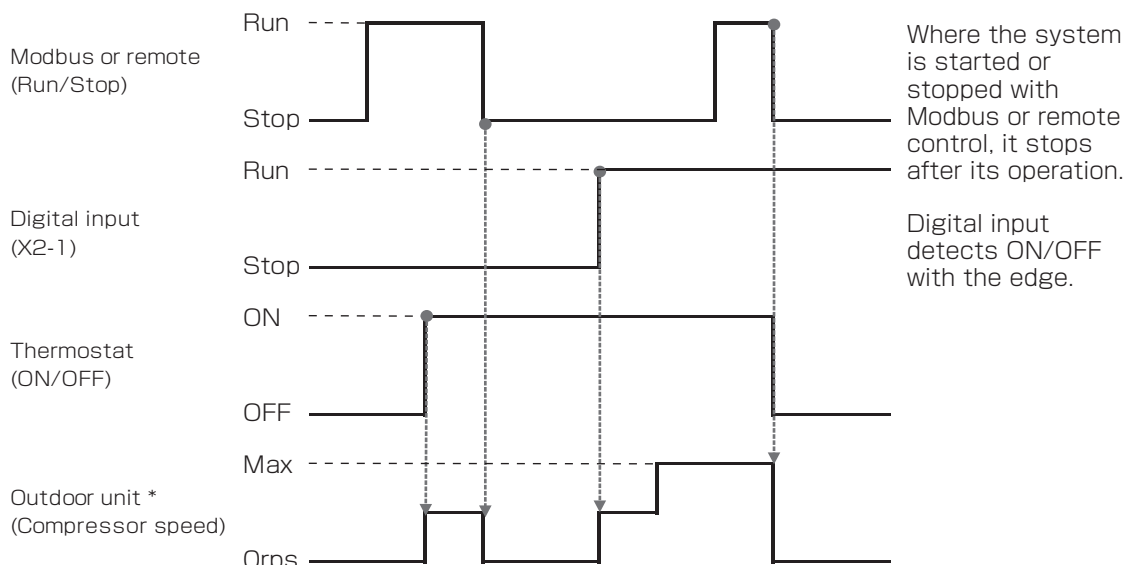 Run
Modbus or remote
(Run/Stop)
Stop
Run
Digital input
(X2-1)
Stop
ON
Thermostat
(ON/OFF)
OFF
Max
Outdoor unit *
(Compressor speed)
0rps
Where the system
is started or
stopped with
Modbus or remote
control, it stops
after its operation.
Digital input
detects ON/OFF
with the edge.